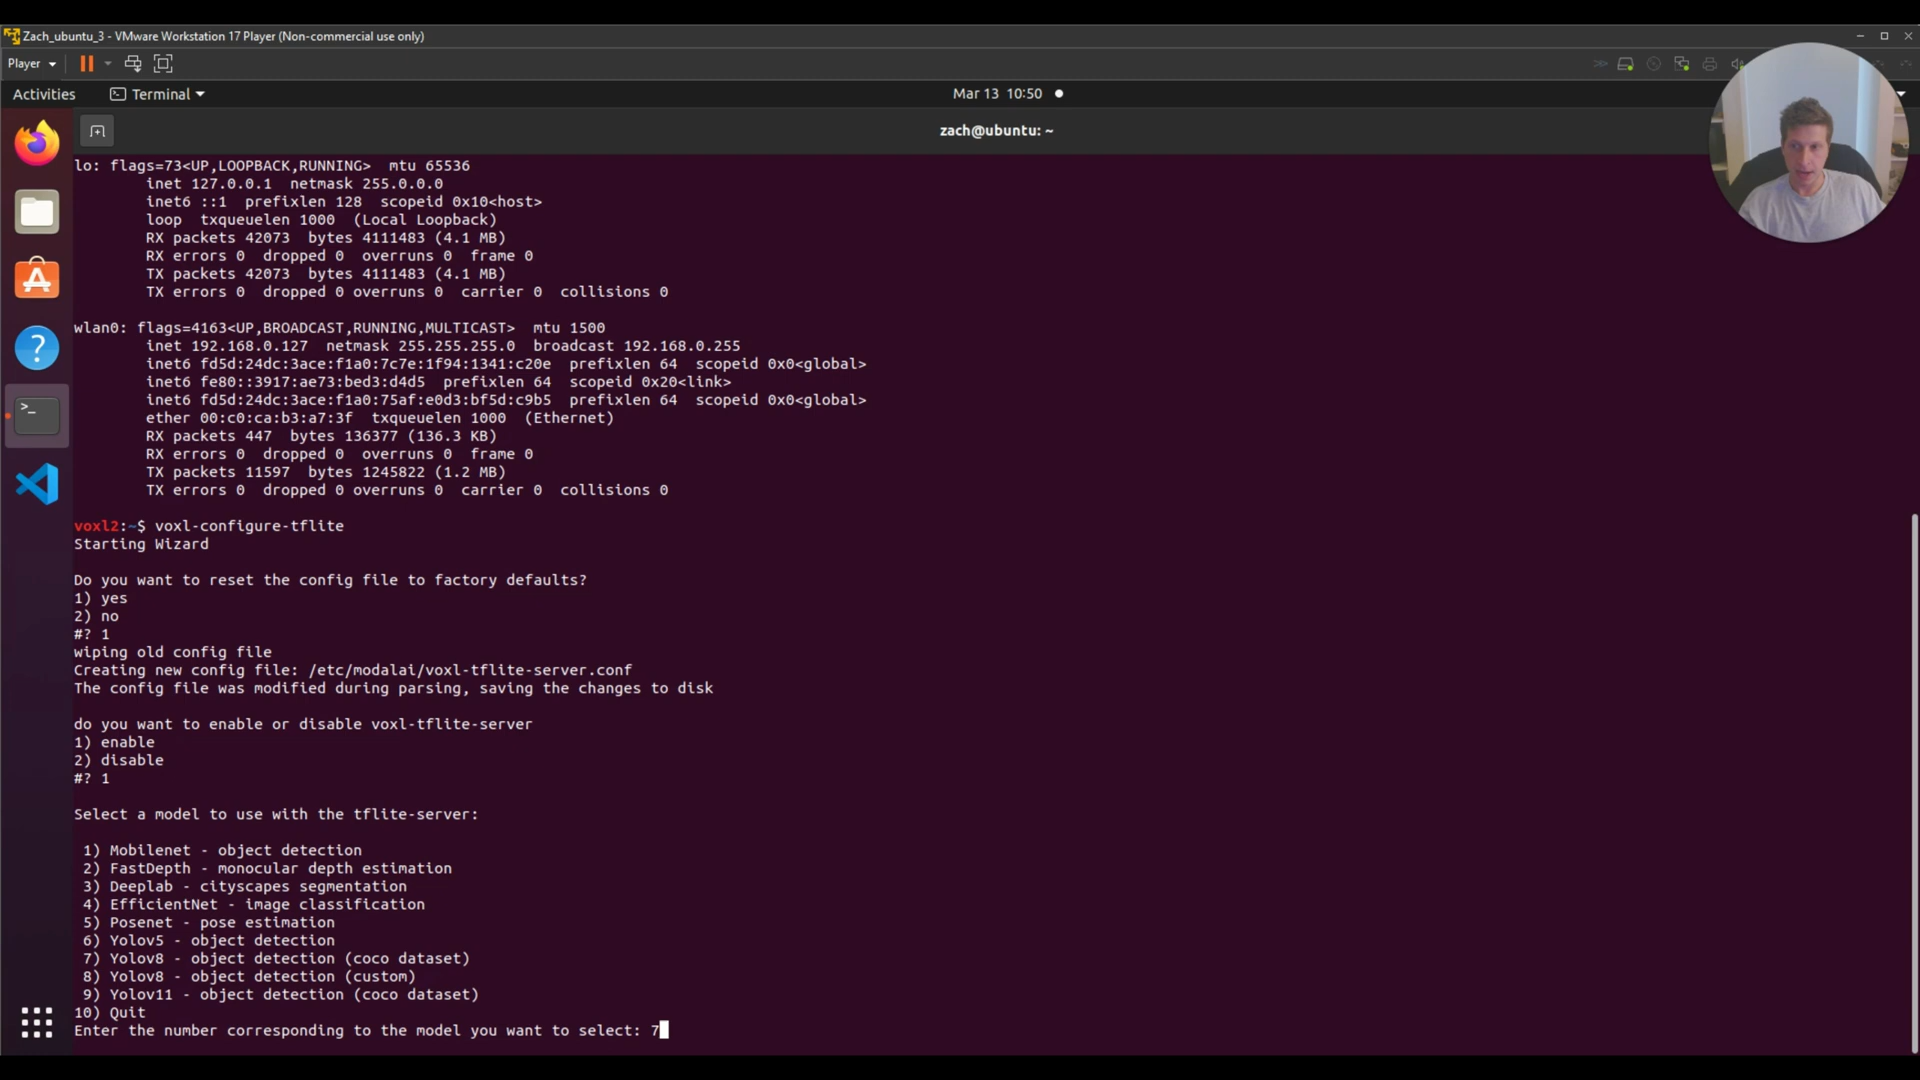 Zach_ubuntu_3 - VMware Workstation 17 Player (Non-commercial use only)
Player
Activities
Terminal
Mar 13 10:50
zach@ubuntu: ~
lo: flags=73<UP,LOOPBACK,RUNNING>  mtu 65536
        inet 127.0.0.1  netmask 255.0.0.0
        inet6 ::1  prefixlen 128  scopeid 0x10<host>
        loop  txqueuelen 1000  (Local Loopback)
        RX packets 42073  bytes 4111483 (4.1 MB)
        RX errors 0  dropped 0  overruns 0  frame 0
        TX packets 42073  bytes 4111483 (4.1 MB)
        TX errors 0  dropped 0 overruns 0  carrier 0  collisions 0
wlan0: flags=4163<UP,BROADCAST,RUNNING,MULTICAST>  mtu 1500
        inet 192.168.0.127  netmask 255.255.255.0  broadcast 192.168.0.255
        inet6 fd5d:24dc:3ace:f1a0:7c7e:1f94:1341:c20e  prefixlen 64  scopeid 0x0<global>
        inet6 fe80::3917:ae73:bed3:d4d5  prefixlen 64  scopeid 0x20<link>
        inet6 fd5d:24dc:3ace:f1a0:75af:e0d3:bf5d:c9b5  prefixlen 64  scopeid 0x0<global>
        ether 00:c0:ca:b3:a7:3f  txqueuelen 1000  (Ethernet)
        RX packets 447  bytes 136377 (136.3 KB)
        RX errors 0  dropped 0  overruns 0  frame 0
        TX packets 11597  bytes 1245822 (1.2 MB)
        TX errors 0  dropped 0 overruns 0  carrier 0  collisions 0
voxl2:~$ voxl-configure-tflite
Starting Wizard
Do you want to reset the config file to factory defaults?
1) yes
2) no
#? 1
wiping old config file
Creating new config file: /etc/modalai/voxl-tflite-server.conf
The config file was modified during parsing, saving the changes to disk
do you want to enable or disable voxl-tflite-server
1) enable
2) disable
#? 1
Select a model to use with the tflite-server:
 1) Mobilenet - object detection
 2) FastDepth - monocular depth estimation
 3) Deeplab - cityscapes segmentation
 4) EfficientNet - image classification
 5) Posenet - pose estimation
 6) Yolov5 - object detection
 7) Yolov8 - object detection (coco dataset)
 8) Yolov8 - object detection (custom)
 9) Yolov11 - object detection (coco dataset)
10) Quit
Enter the number corresponding to the model you want to select: 7